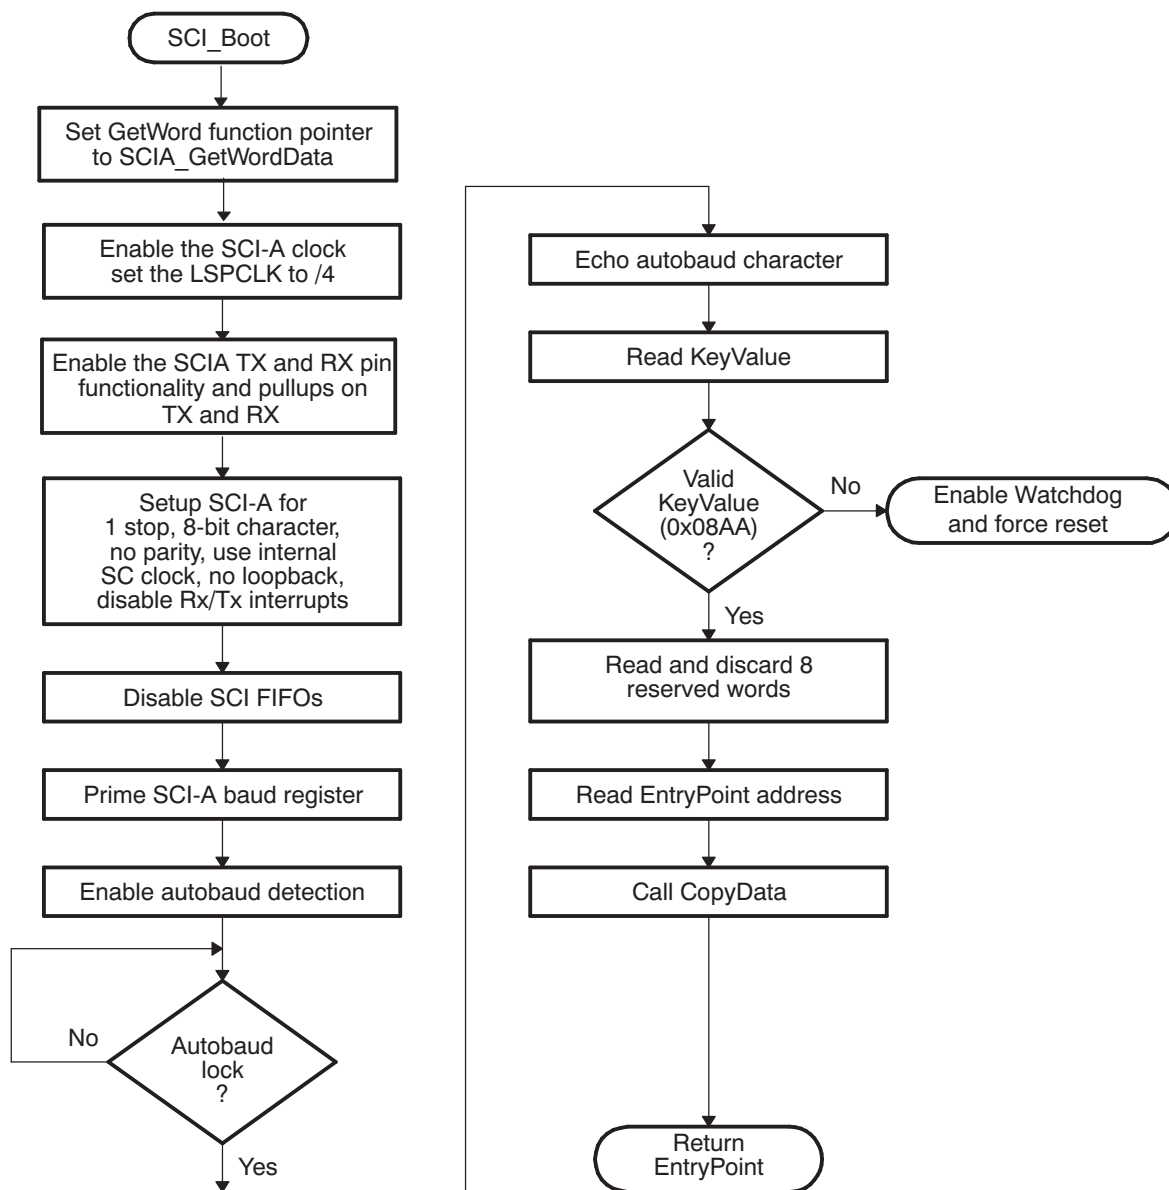 SCI_Boot
Set GetWord function pointer
to SCIA_GetWordData
Enable the SCI-A clock
set the LSPCLK to /4
Enable the SCIA TX and RX pin
functionality and pullups on
TX and RX
Setup SCI-A for
1 stop, 8-bit character,
no parity, use internal
SC clock, no loopback,
disable Rx/Tx interrupts
Disable SCI FIFOs
Prime SCI-A baud register
Enable autobaud detection
No
Autobaud
lock
?
Yes
Echo autobaud character
Read KeyValue
Valid
KeyValue
(0x08AA)
?
No
Enable Watchdog
and force reset
Yes
Read and discard 8
reserved words
Read EntryPoint address
Call CopyData
Return
EntryPoint